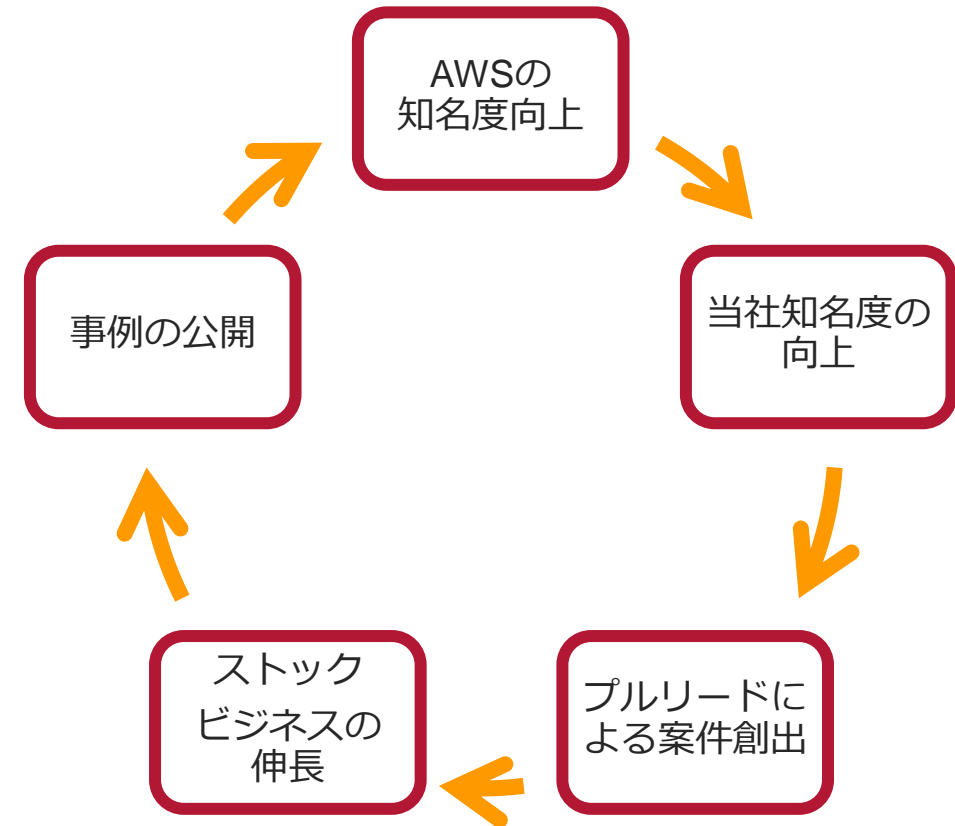 AWSの
知名度向上
当社知名度の
向上
プルリードに
よる案件創出
ストック
ビジネスの
伸長
事例の公開